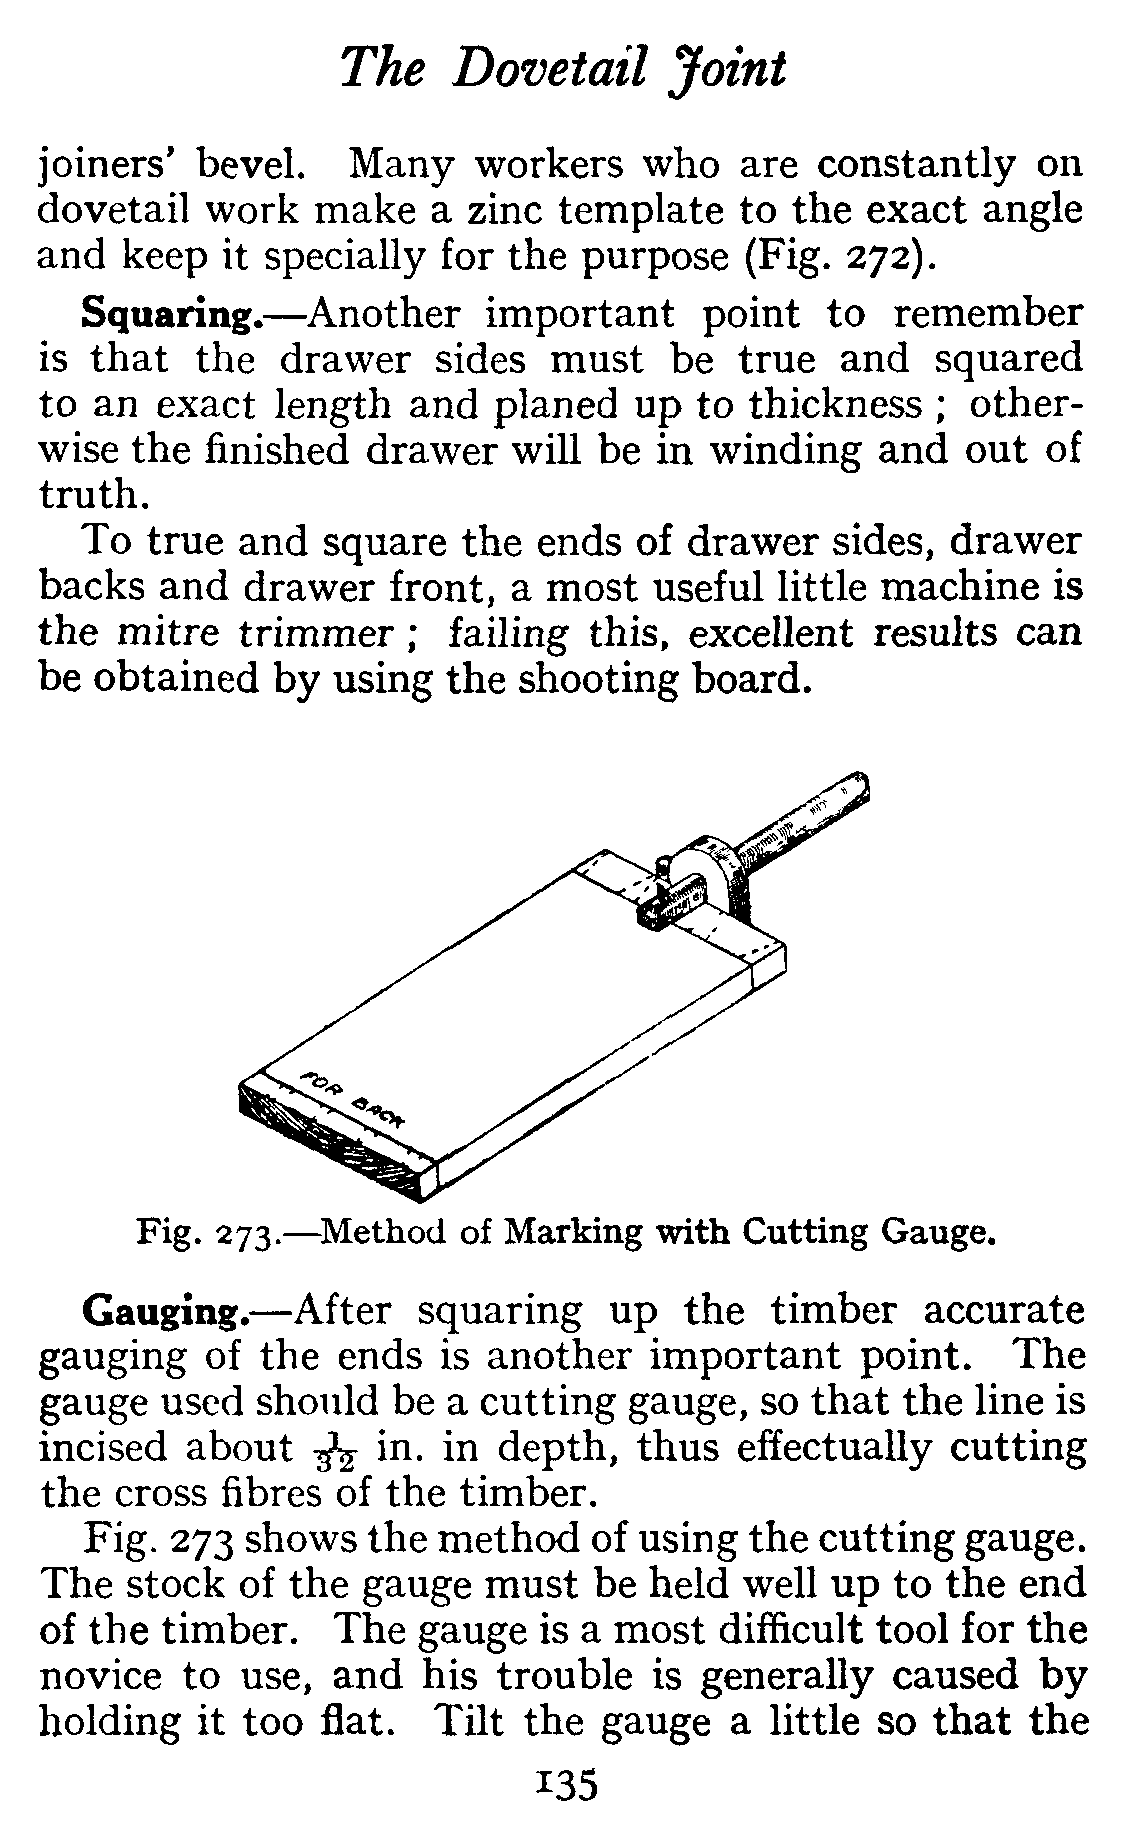 The Dovetail Joint
joiners' bevel. Many workers who are constantly on
dovetail work make a zinc template to the exact angle
and keep it specially for the purpose (Fig. 272).
Squaring.—Another important point to remember
is that the drawer sides must be true and squared
to an exact length and planed up to thickness ; other-
wise the finished drawer will be in winding and out of
truth.
To true and square the ends of drawer sides, drawer
backs and drawer front, a most useful little machine is
the mitre trimmer ; failing this, excellent results can
be obtained by using the shooting board.
FOR BACK
Fig. 273.—Method of Marking with Cutting Gauge.
Gauging.—After squaring up the timber accurate
gauging of the ends is another important point. The
gauge used should be a cutting gauge, so that the line is
incised about 1/32 in. in depth, thus effectually cutting
the cross fibres of the timber.
Fig. 273 shows the method of using the cutting gauge.
The stock of the gauge must be held well up to the end
of the timber. The gauge is a most difficult tool for the
novice to use, and his trouble is generally caused by
holding it too flat. Tilt the gauge a little so that the
135